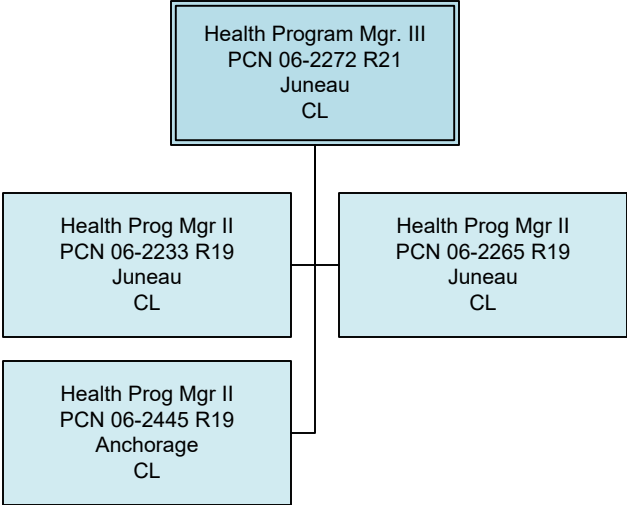 Health Program Mgr. III
PCN 06-2272 R21
Juneau
CL
Health Prog Mgr II
PCN 06-2233 R19
Juneau
CL
Health Prog Mgr II
PCN 06-2265 R19
Juneau
CL
Health Prog Mgr II
PCN 06-2445 R19
Anchorage
CL